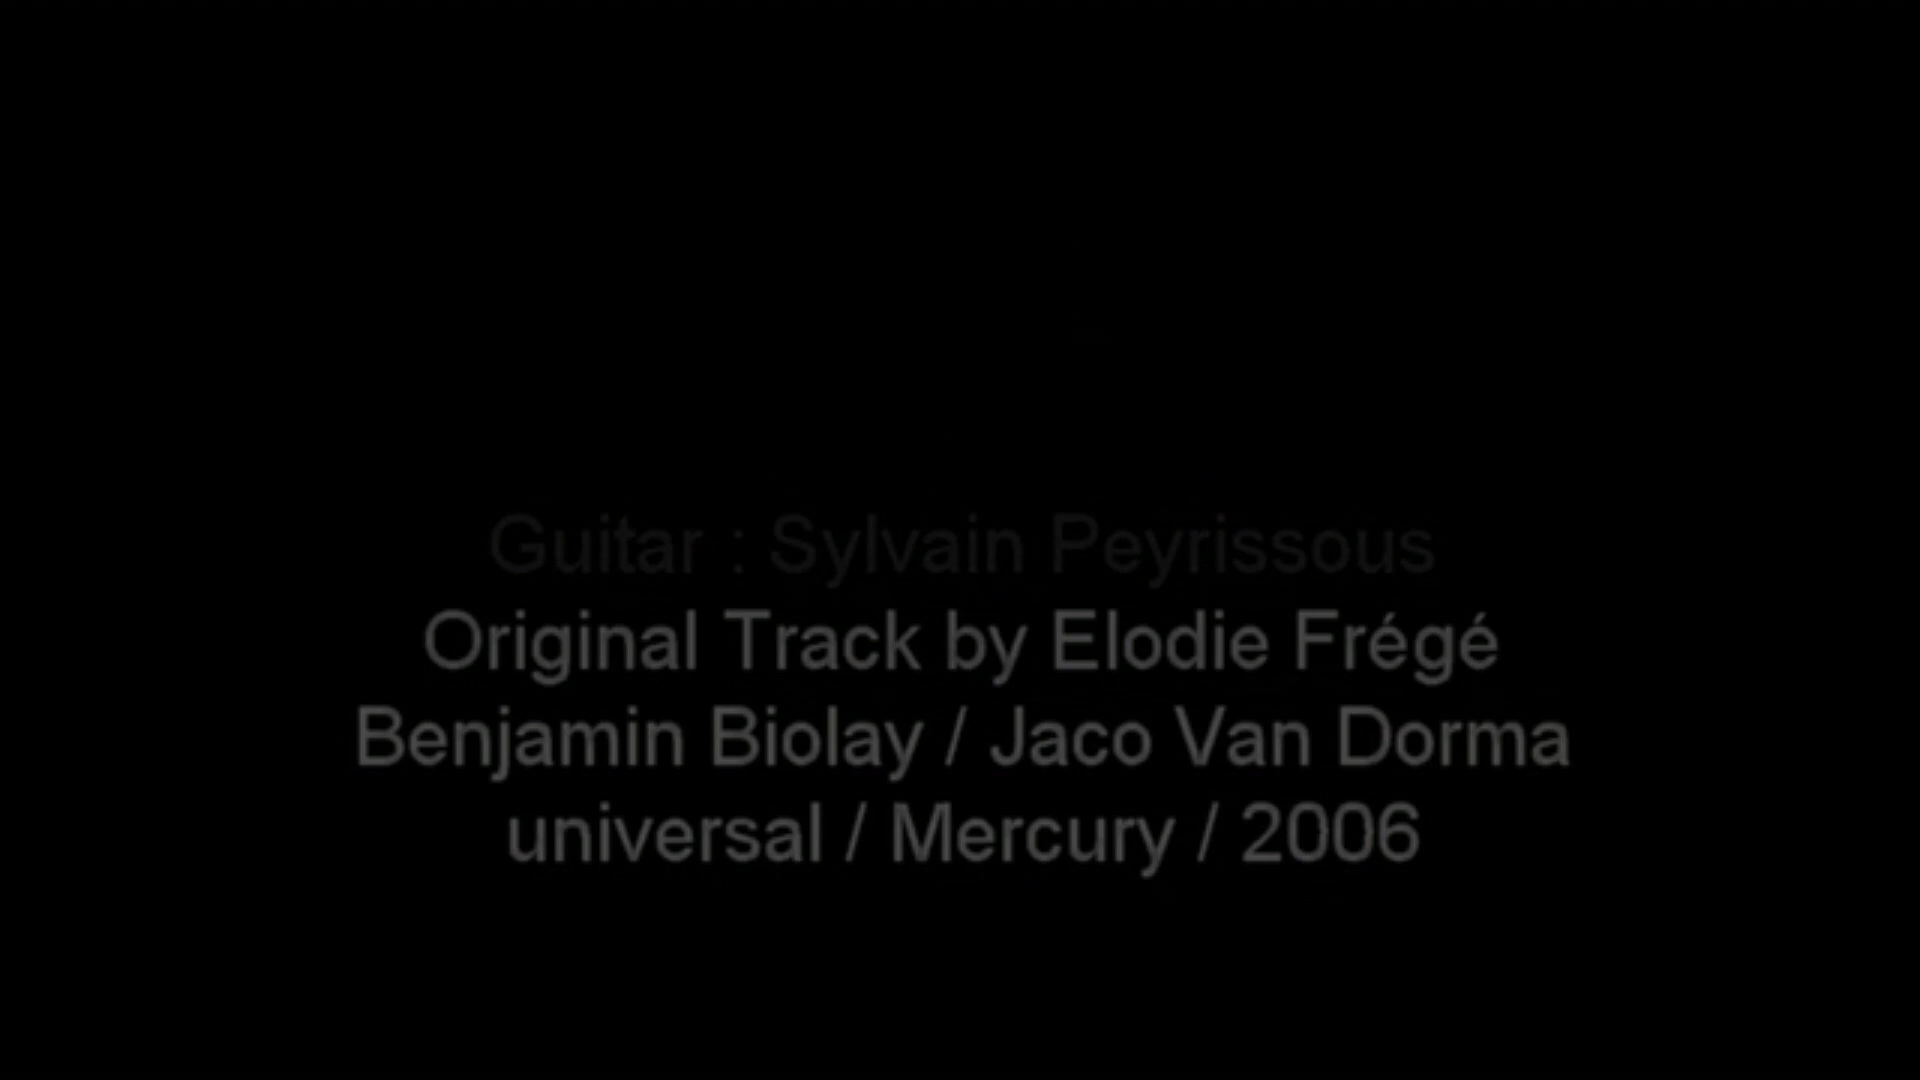 Guitar : Sylvain Peyrissous
Original Track by Elodie Frégé
Benjamin Biolay / Jaco Van Dorma
universal / Mercury / 2006